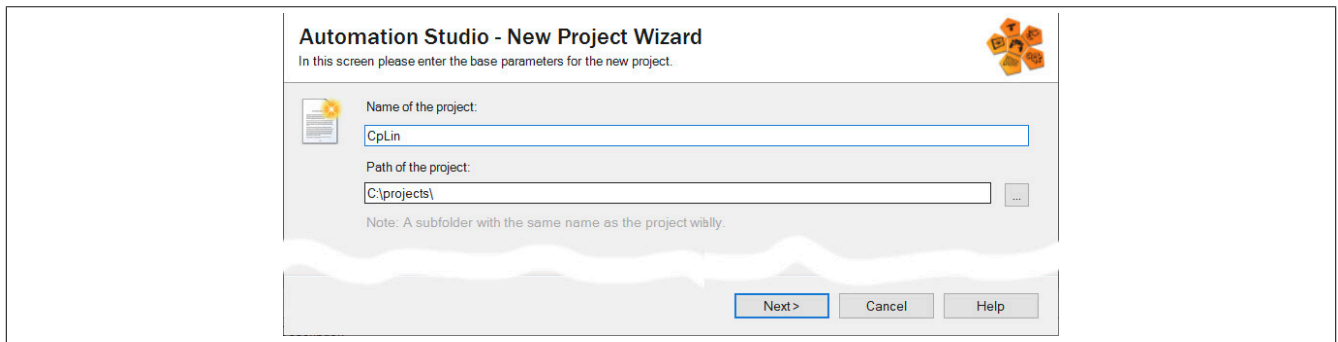 Automation Studio - New Project Wizard
In this screen please enter the base parameters for the new project.
Name of the project:
CpLin
Path of the project:
C:\projects\
...
Note: A subfolder with the same name as the project wially.
Next >
Cancel
Help